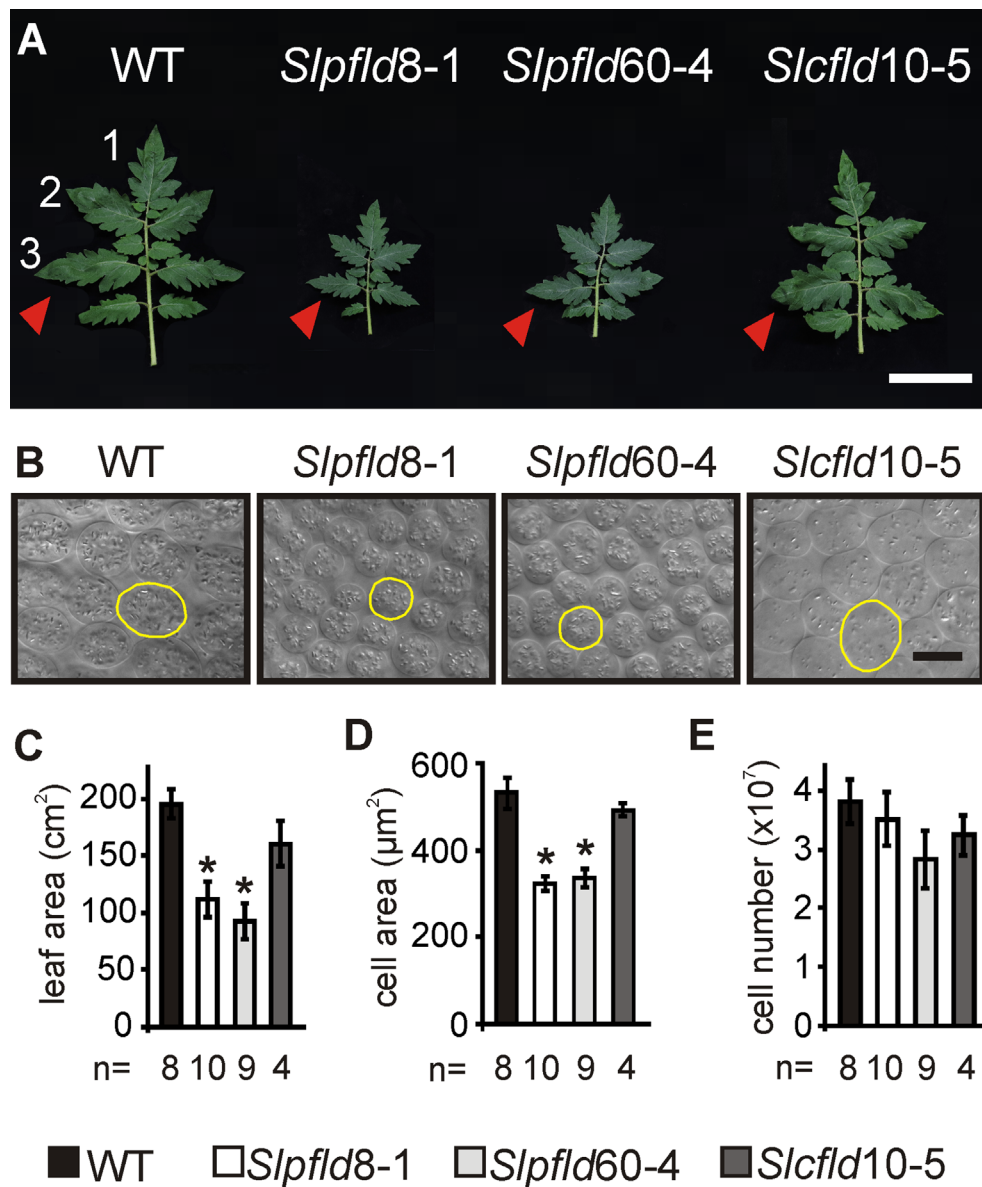 A
WT Slpfld8-1 Slpfld60-4 Slcfld10-5
1
2
3
B WT Slpfld8-1 Slpfld60-4 Slcfld10-5
C
leaf area (cm²)
200
150
100
50
0
* *
n= 8 10 9 4
D
cell area (µm²)
600
400
200
0
* *
8 10 9 4
E
cell number (x10⁷)
4
3
2
1
0
n= 8 10 9 4
WT Slpfld8-1 Slpfld60-4 Slcfld10-5